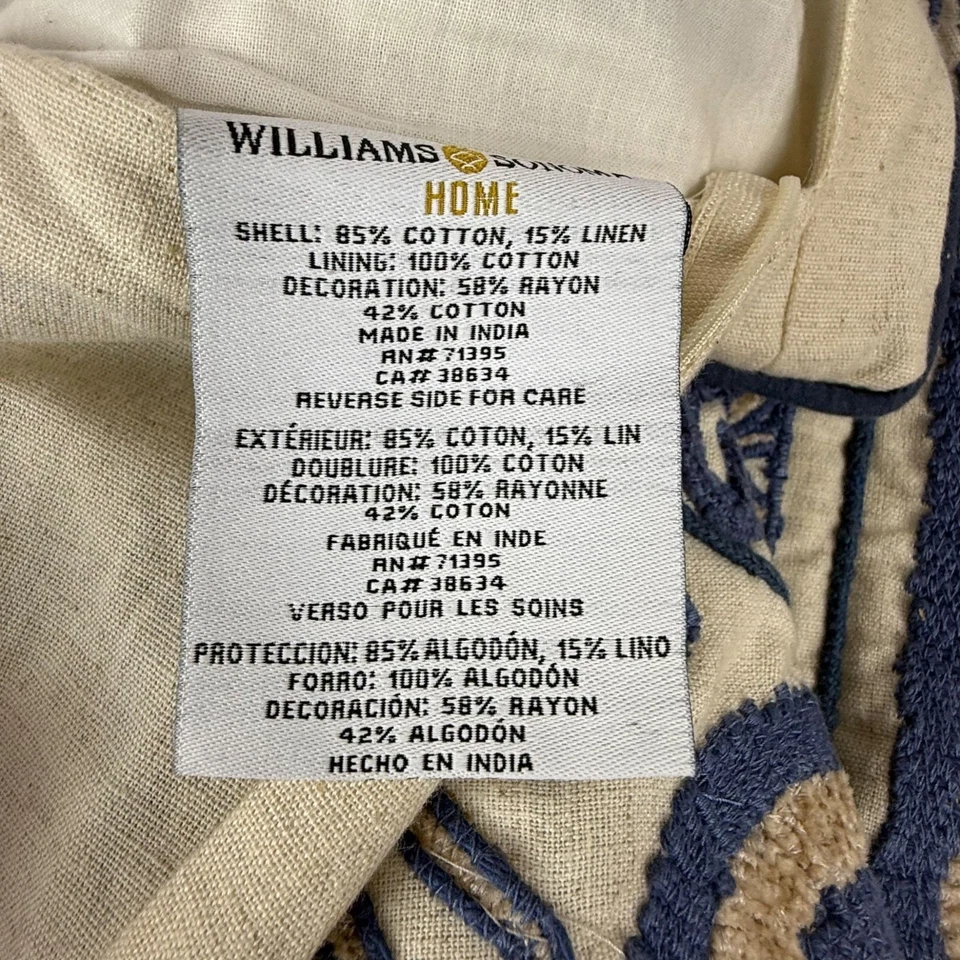 WILLIAMS SONOMA
HOME
SHELL: 85% COTTON, 15% LINEN
LINING: 100% COTTON
DECORATION: 58% RAYON
42% COTTON
MADE IN INDIA
RN# 71395
CA# 38634
REVERSE SIDE FOR CARE
EXTÉRIEUR: 85% COTON, 15% LIN
DOUBLURE: 100% COTON
DÉCORATION: 58% RAYONNE
42% COTON
FABRIQUÉ EN INDE
RN# 71395
CA# 38634
VERSO POUR LES SOINS
PROTECCION: 85% ALGODÓN, 15% LINO
FORRO: 100% ALGODÓN
DECORACIÓN: 58% RAYON
42% ALGODÓN
HECHO EN INDIA